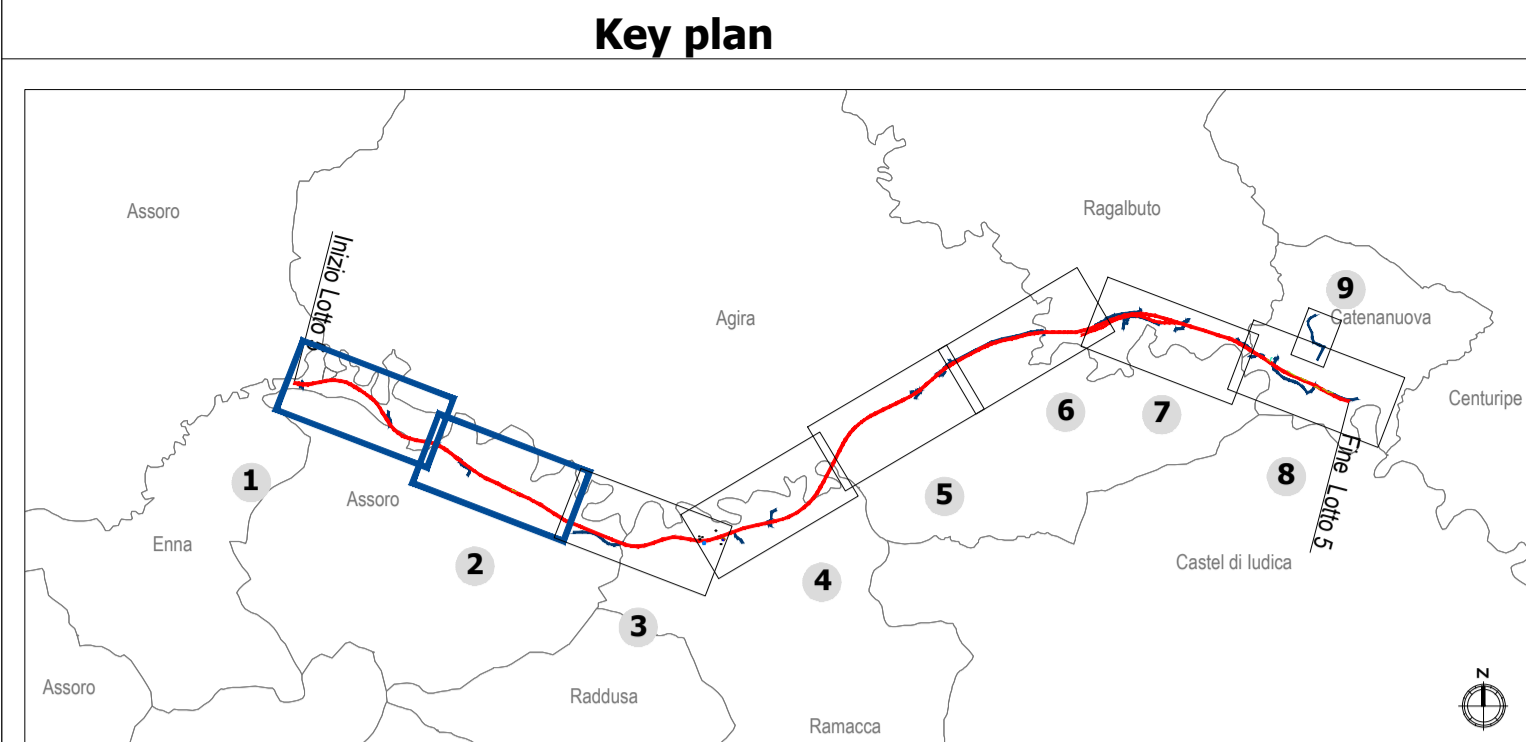 Key plan
Assoro
Ragalbuto
Inizio Lotto 5
9
Agira
Catenanuova
Centuripe
6
7
Fine Lotto 5
8
1
Assoro
5
Enna
2
4
Castel di Iudica
3
Assoro
Raddusa
Ramacca
N